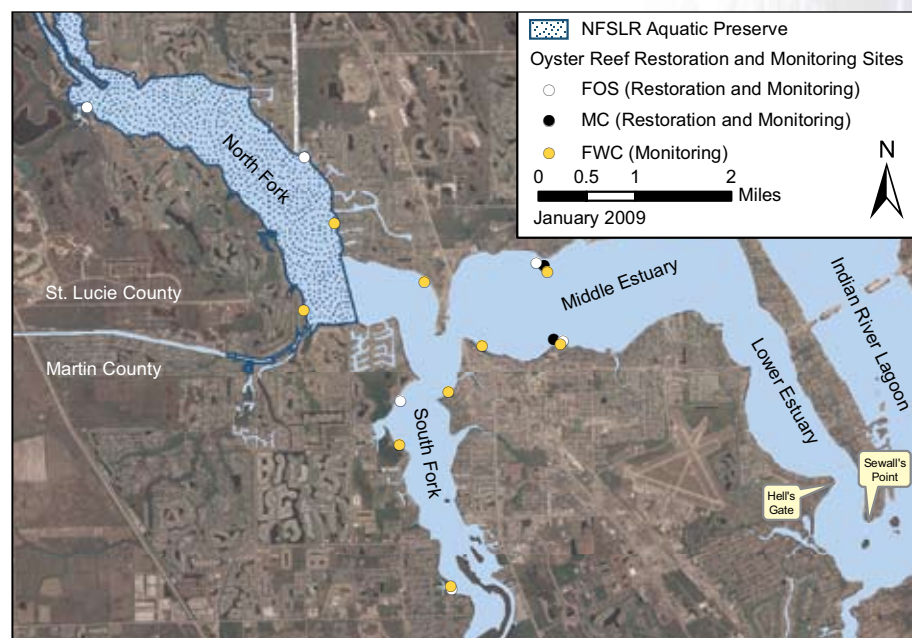 NFSLR Aquatic Preserve
Oyster Reef Restoration and Monitoring Sites
FOS (Restoration and Monitoring)
MC (Restoration and Monitoring)
FWC (Monitoring)
N
0 0.5 1 2
Miles
January 2009
North Fork
St. Lucie County
Martin County
Middle Estuary
Indian River Lagoon
Lower Estuary
South Fork
Sewall's
Point
Hell's
Gate